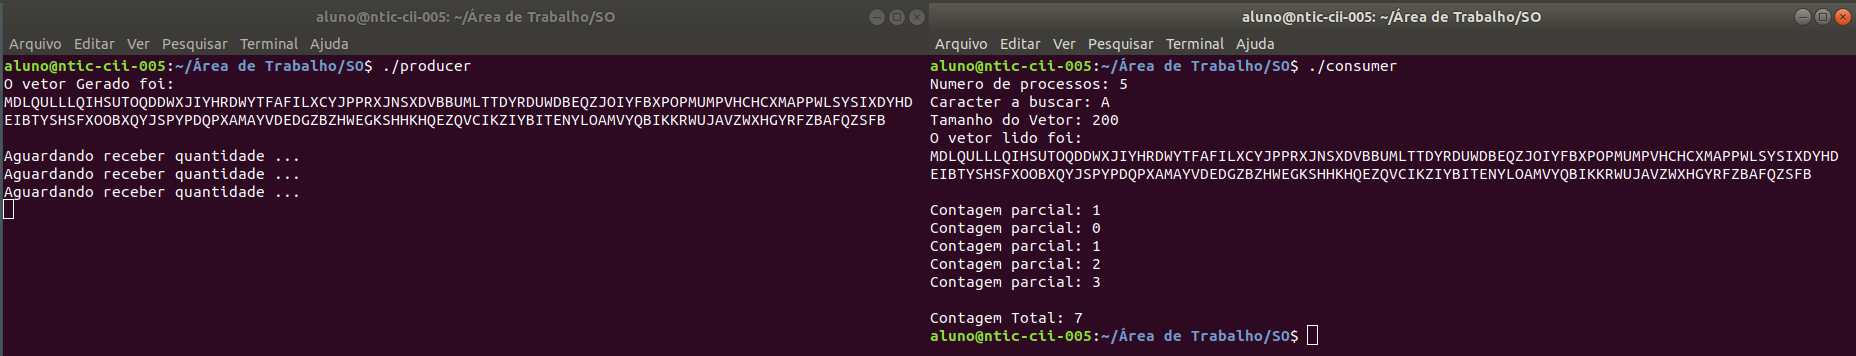 aluno@ntic-cii-005: ~/Área de Trabalho/SO
Arquivo Editar Ver Pesquisar Terminal Ajuda
aluno@ntic-cii-005:~/Área de Trabalho/SO$ ./producer
O vetor Gerado foi:
MDLQULLLQIHSUTOQDDWXJIYHRDWYTFAFILXCYJPPRXJNSXDVBBUMLTTDYRDUWDBEQZJOIYFBXPOPMUMPVHCHCXMAPPWLSYSIXDYHD
EIBTYSHSFXOOBXQYJSPYPDQPXAMAYVDEDGZBZHWEGKSHHKHQEZQVCIKZIYBITENYLOAMVYQBIKKRWUJAVZWXHGYRFZBAFQZSFB
Aguardando receber quantidade ...
Aguardando receber quantidade ...
Aguardando receber quantidade ...
aluno@ntic-cii-005: ~/Área de Trabalho/SO
Arquivo Editar Ver Pesquisar Terminal Ajuda
aluno@ntic-cii-005:~/Área de Trabalho/SO$ ./consumer
Numero de processos: 5
Caracter a buscar: A
Tamanho do Vetor: 200
O vetor lido foi:
MDLQULLLQIHSUTOQDDWXJIYHRDWYTFAFILXCYJPPRXJNSXDVBBUMLTTDYRDUWDBEQZJOIYFBXPOPMUMPVHCHCXMAPPWLSYSIXDYHD
EIBTYSHSFXOOBXQYJSPYPDQPXAMAYVDEDGZBZHWEGKSHHKHQEZQVCIKZIYBITENYLOAMVYQBIKKRWUJAVZWXHGYRFZBAFQZSFB
Contagem parcial: 1
Contagem parcial: 0
Contagem parcial: 1
Contagem parcial: 2
Contagem parcial: 3
Contagem Total: 7
aluno@ntic-cii-005:~/Área de Trabalho/SO$